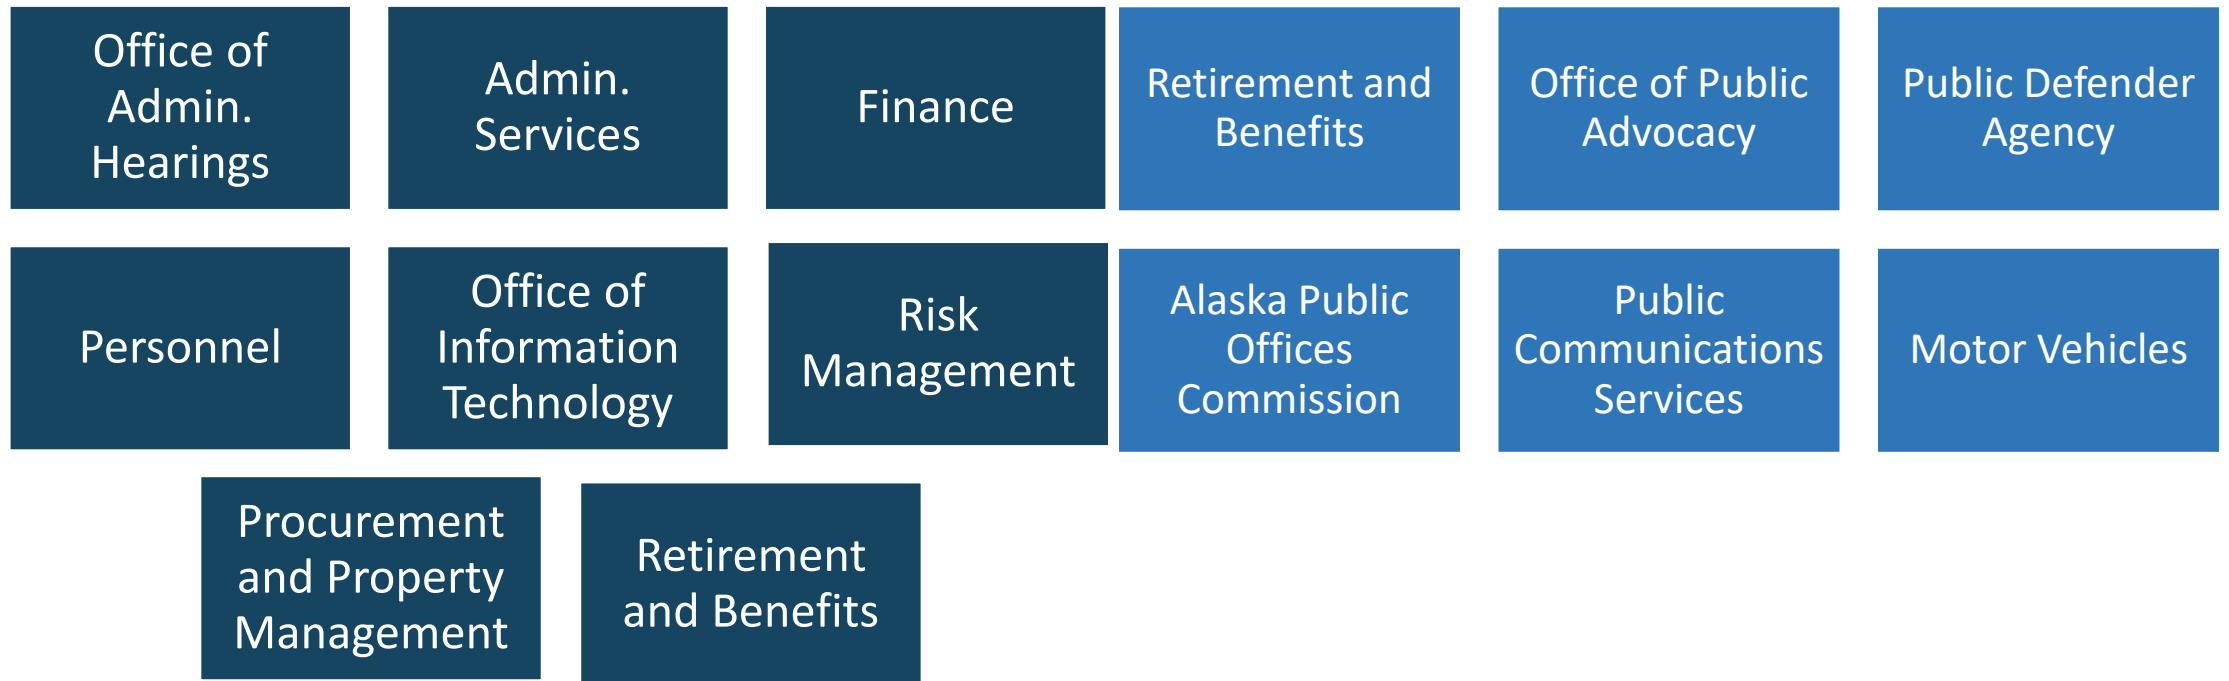 Office of
Admin.
Hearings
Admin.
Services
Finance
Retirement and
Benefits
Office of Public
Advocacy
Public Defender
Agency
Personnel
Office of
Information
Technology
Risk
Management
Alaska Public
Offices
Commission
Public
Communications
Services
Motor Vehicles
Procurement
and Property
Management
Retirement
and Benefits